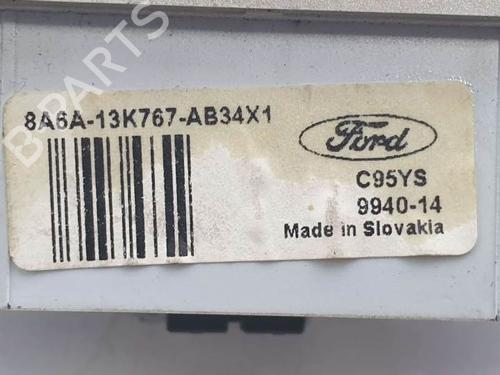 B-PARTS
8A6A-13K767-AB34X1
Ford
C95YS
9940-14
Made in Slovakia